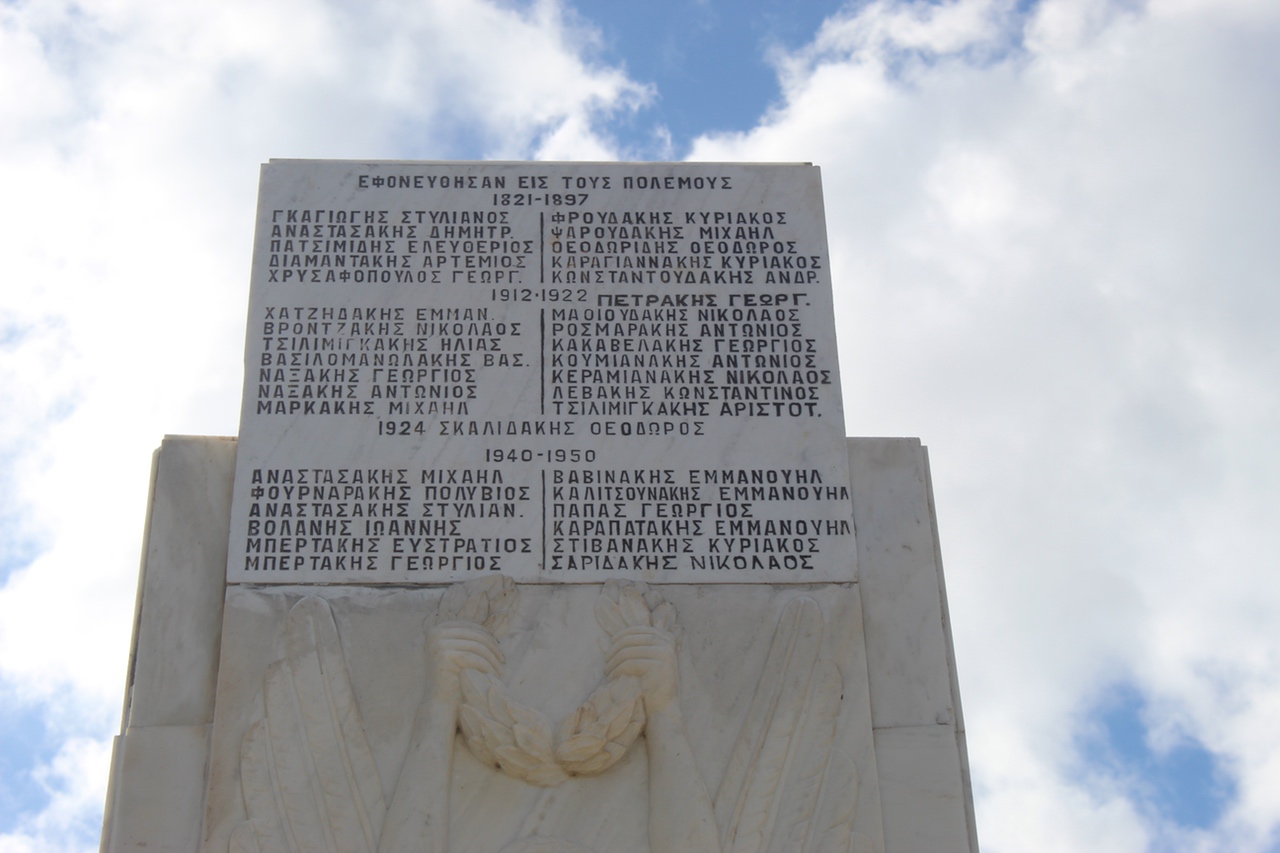 ΕΦΟΝΕΥΘΗΣΑΝ ΕΙΣ ΤΟΥΣ ΠΟΛΕΜΟΥΣ
1821-1897
ΓΚΑΓΙΩΓΗΣ ΣΤΥΛΙΑΝΟΣ
ΑΝΑΣΤΑΣΑΚΗΣ ΔΗΜΗΤΡ.
ΠΑΤΣΙΜΙΔΗΣ ΕΛΕΥΘΕΡΙΟΣ
ΔΙΑΜΑΝΤΑΚΗΣ ΑΡΤΕΜΙΟΣ
ΧΡΥΣΑΦΟΠΟΥΛΟΣ ΓΕΩΡΓ.
ΦΡΟΥΔΑΚΗΣ ΚΥΡΙΑΚΟΣ
ΨΑΡΟΥΔΑΚΗΣ ΜΙΧΑΗΛ
ΘΕΟΔΩΡΙΔΗΣ ΘΕΟΔΩΡΟΣ
ΚΑΡΑΓΙΑΝΝΑΚΗΣ ΚΥΡΙΑΚΟΣ
ΚΩΝΣΤΑΝΤΟΥΔΑΚΗΣ ΑΝΔΡ.
1912-1922 ΠΕΤΡΑΚΗΣ ΓΕΩΡΓ.
ΧΑΤΖΗΔΑΚΗΣ ΕΜΜΑΝ.
ΒΡΟΝΤΖΑΚΗΣ ΝΙΚΟΛΑΟΣ
ΤΣΙΛΙΜΙΓΚΑΚΗΣ ΗΛΙΑΣ
ΒΑΣΙΛΟΜΑΝΩΛΑΚΗΣ ΒΑΣ.
ΝΑΞΑΚΗΣ ΓΕΩΡΓΙΟΣ
ΝΑΞΑΚΗΣ ΑΝΤΩΝΙΟΣ
ΜΑΡΚΑΚΗΣ ΜΙΧΑΗΛ
ΜΑΘΙΟΥΔΑΚΗΣ ΝΙΚΟΛΑΟΣ
ΡΟΣΜΑΡΑΚΗΣ ΑΝΤΩΝΙΟΣ
ΚΑΚΑΒΕΛΑΚΗΣ ΓΕΩΡΓΙΟΣ
ΚΟΥΜΙΑΝΑΚΗΣ ΑΝΤΩΝΙΟΣ
ΚΕΡΑΜΙΑΝΑΚΗΣ ΝΙΚΟΛΑΟΣ
ΛΕΒΑΚΗΣ ΚΩΝΣΤΑΝΤΙΝΟΣ
ΤΣΙΛΙΜΙΓΚΑΚΗΣ ΑΡΙΣΤΟΤ.
1924 ΣΚΑΛΙΔΑΚΗΣ ΘΕΟΔΩΡΟΣ
1940-1950
ΑΝΑΣΤΑΣΑΚΗΣ ΜΙΧΑΗΛ
ΦΟΥΡΝΑΡΑΚΗΣ ΠΟΛΥΒΙΟΣ
ΑΝΑΣΤΑΣΑΚΗΣ ΣΤΥΛΙΑΝ.
ΒΟΛΑΝΗΣ ΙΩΑΝΝΗΣ
ΜΠΕΡΤΑΚΗΣ ΕΥΣΤΡΑΤΙΟΣ
ΜΠΕΡΤΑΚΗΣ ΓΕΩΡΓΙΟΣ
ΒΑΒΙΝΑΚΗΣ ΕΜΜΑΝΟΥΗΛ
ΚΑΛΙΤΣΟΥΝΑΚΗΣ ΕΜΜΑΝΟΥΗΛ
ΠΑΠΑΣ ΓΕΩΡΓΙΟΣ
ΚΑΡΑΠΑΤΑΚΗΣ ΕΜΜΑΝΟΥΗΛ
ΣΤΙΒΑΝΑΚΗΣ ΚΥΡΙΑΚΟΣ
ΣΑΡΙΔΑΚΗΣ ΝΙΚΟΛΑΟΣ